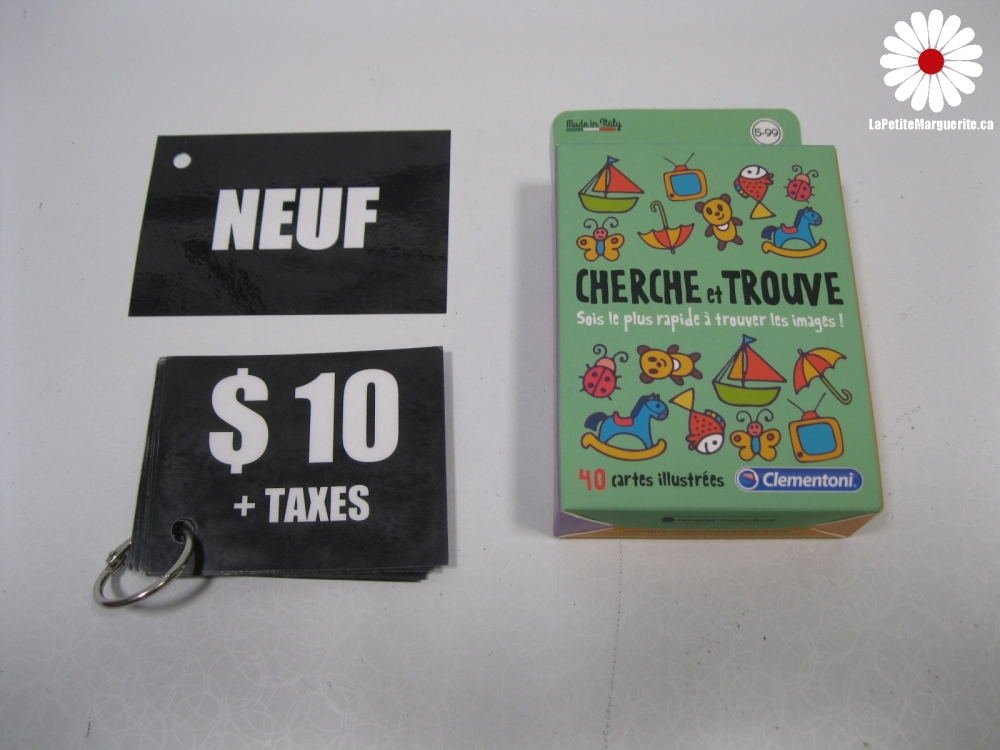 LaPetiteMarguerite.ca
NEUF
$ 10
+ TAXES
Made in Italy
5-99
CHERCHE et TROUVE
Sois le plus rapide à trouver les images !
40 cartes illustrées
Clementoni